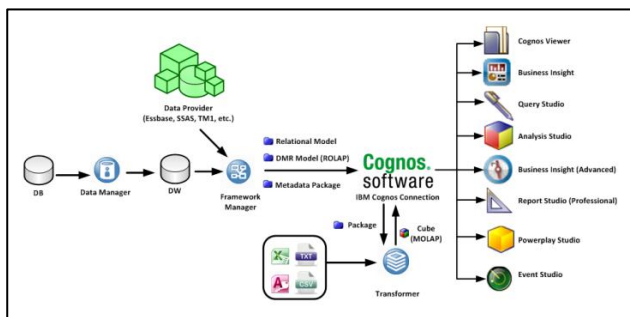 Data Provider
(Essbase, SSAS, TM1, etc.)
DB
Data Manager
DW
Framework
Manager
Relational Model
DMR Model (ROLAP)
Metadata Package
Cognos.
software
IBM Cognos Connection
Package
Cube
(MOLAP)
TXT
CSV
Transformer
Cognos Viewer
Business Insight
Query Studio
Analysis Studio
Business Insight (Advanced)
Report Studio (Professional)
Powerplay Studio
Event Studio